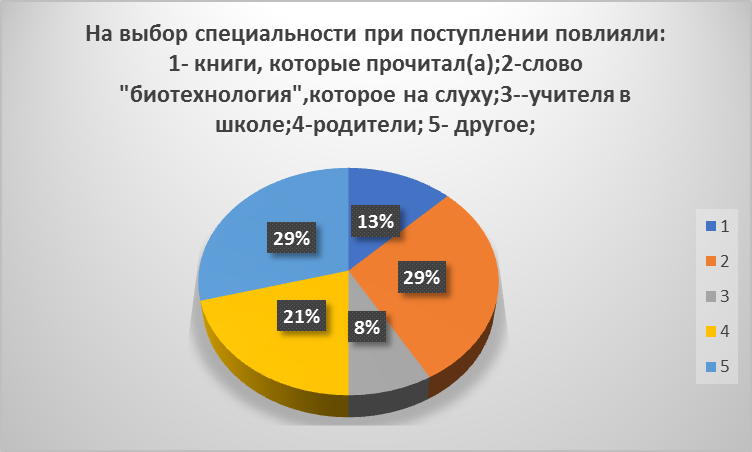 На выбор специальности при поступлении повлияли:
1- книги, которые прочитал(а);2-слово
"биотехнология",которое на слуху;3--учителя в
школе;4-родители; 5- другое;
13%
29%
29%
21%
8%
1
2
3
4
5